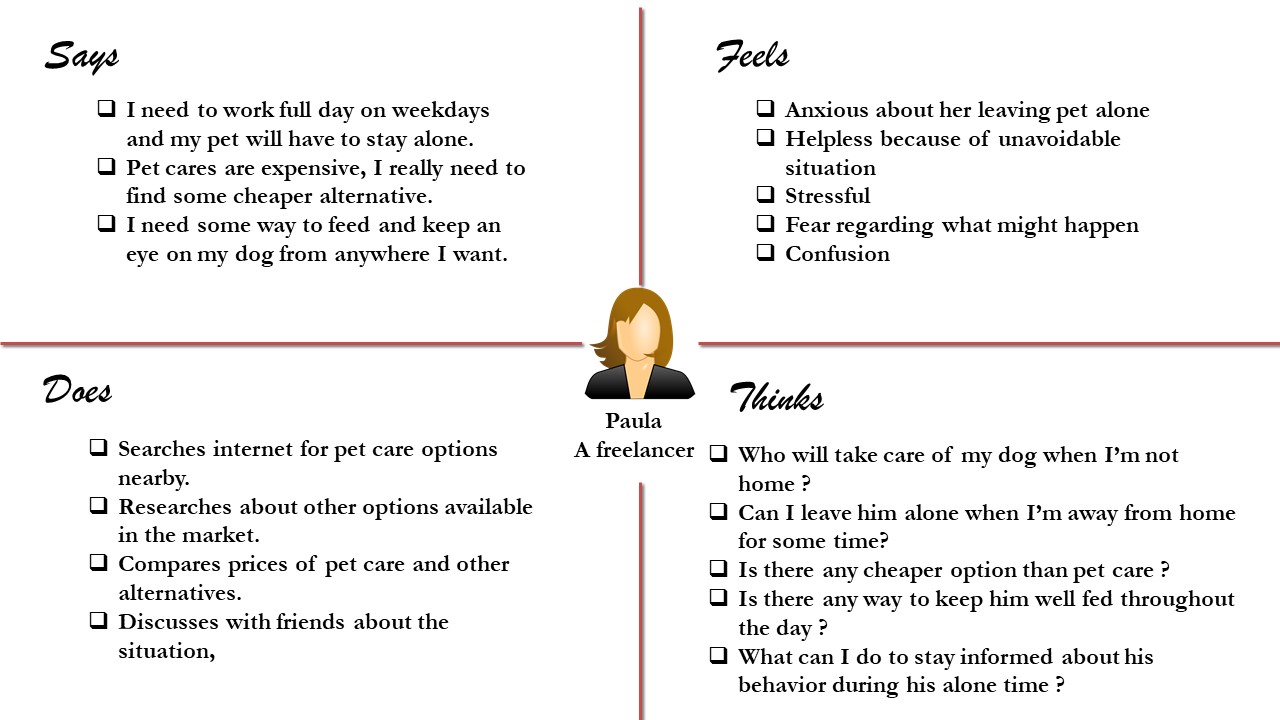 Says
❑ I need to work full day on weekdays
and my pet will have to stay alone.
❑ Pet cares are expensive, I really need to
find some cheaper alternative.
❑ I need some way to feed and keep an
eye on my dog from anywhere I want.
Feels
❑ Anxious about her leaving pet alone
❑ Helpless because of unavoidable
situation
❑ Stressful
❑ Fear regarding what might happen
❑ Confusion
Paula
A freelancer
Does
❑ Searches internet for pet care options
nearby.
❑ Researches about other options available
in the market.
❑ Compares prices of pet care and other
alternatives.
❑ Discusses with friends about the
situation,
Thinks
❑ Who will take care of my dog when I’m not
home ?
❑ Can I leave him alone when I’m away from home
for some time?
❑ Is there any cheaper option than pet care ?
❑ Is there any way to keep him well fed throughout
the day ?
❑ What can I do to stay informed about his
behavior during his alone time ?